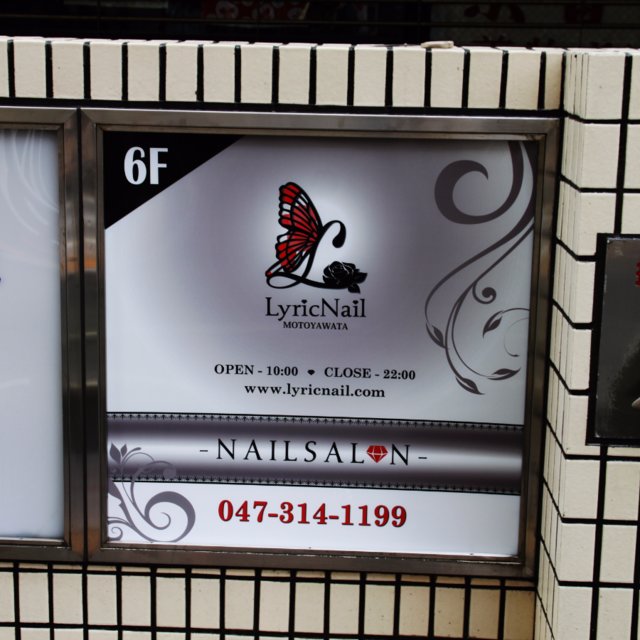 6F
LyricNail
MOTOYAWATA
OPEN - 10:00 ♥ CLOSE - 22:00
www.lyricnail.com
-NAILSALON-
047-314-1199